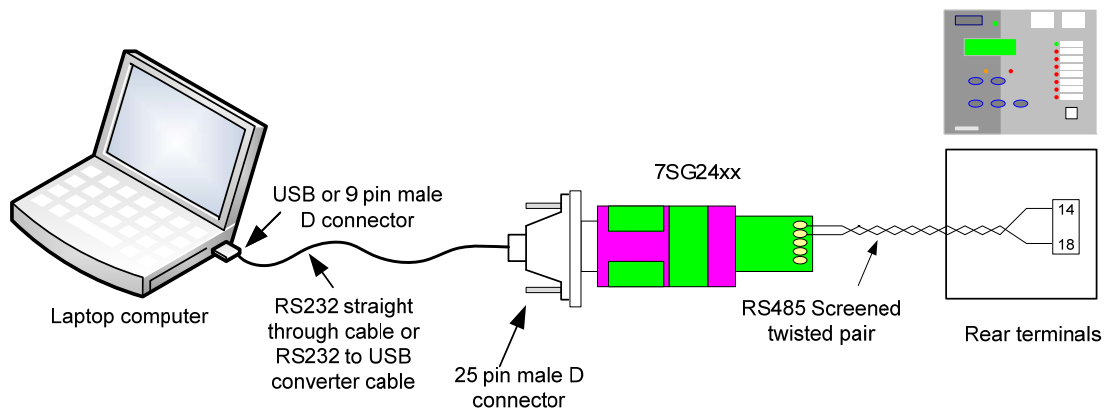 7SG24xx
USB or 9 pin male
D connector
14
18
Laptop computer
RS232 straight
through cable or
RS232 to USB
converter cable
25 pin male D
connector
RS485 Screened
twisted pair
Rear terminals